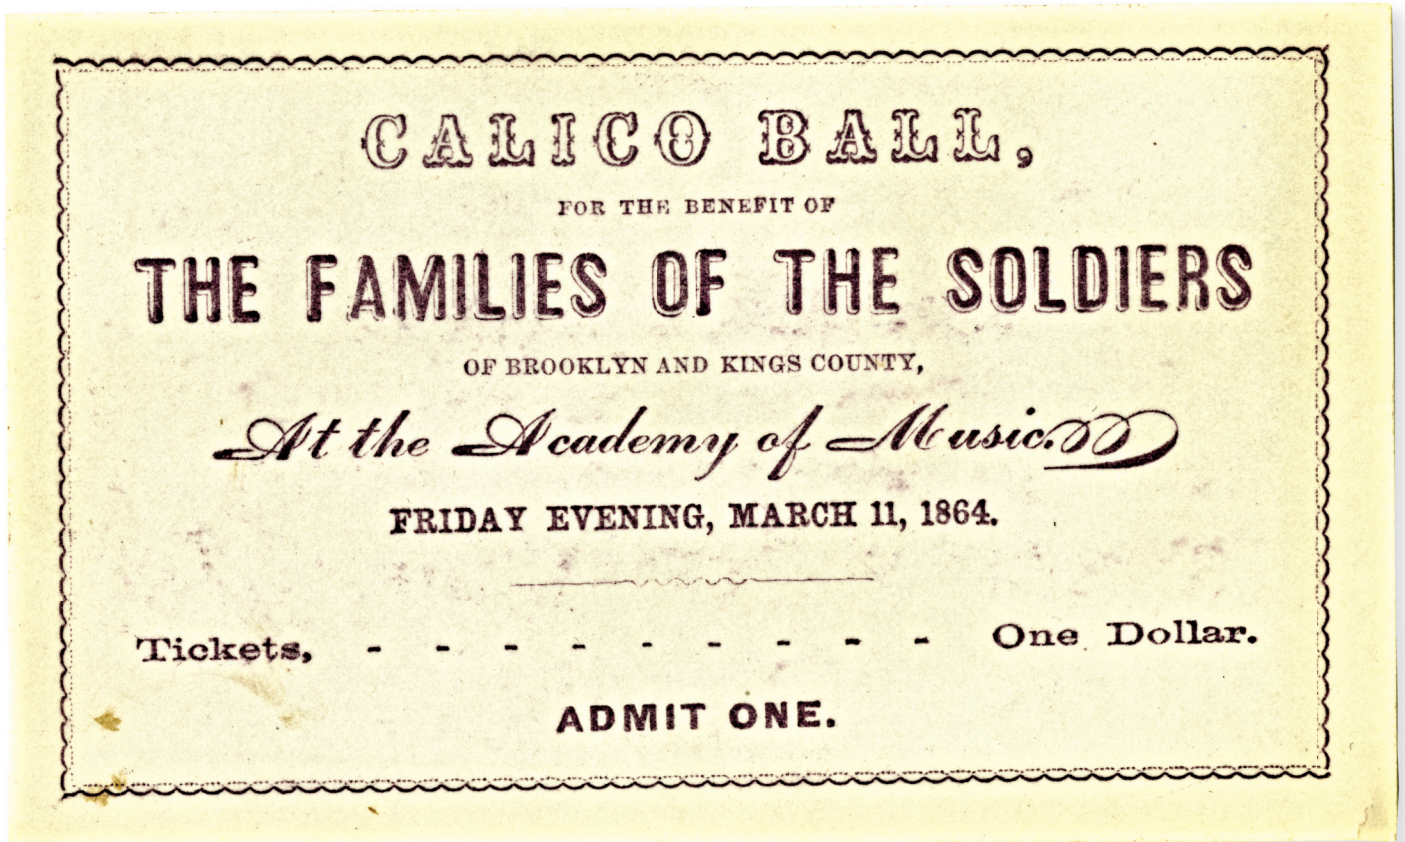 CALICO BALL,
FOR THE BENEFIT OF
THE FAMILIES OF THE SOLDIERS
OF BROOKLYN AND KINGS COUNTY,
At the Academy of Music.
FRIDAY EVENING, MARCH 11, 1864.
Tickets, - - - - - - - - - One Dollar.
ADMIT ONE.